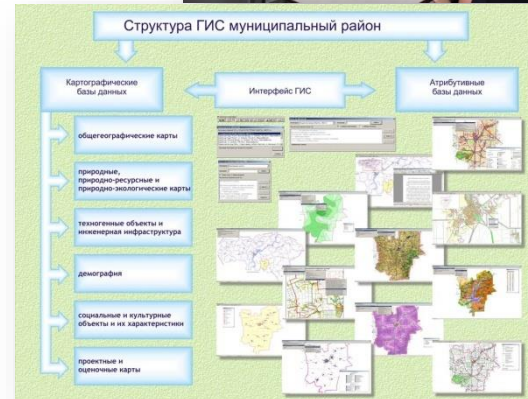 Структура ГИС муниципальный район
Картографические
базы данных
Интерфейс ГИС
Атрибутивные
базы данных
общегеографические карты
природные,
природно-ресурсные и
природно-экологические карты
техногенные объекты и
инженерная инфраструктура
демография
социальные и культурные
объекты и их характеристики
проектные и
оценочные карты